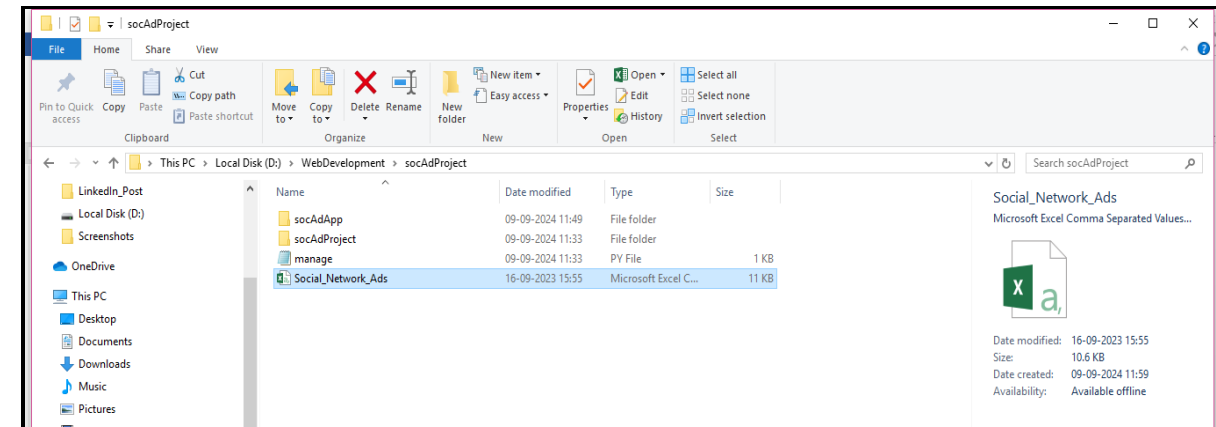 socAdProject
File Home Share View
Pin to Quick access
Copy
Paste
Cut
Copy path
Paste shortcut
Clipboard
Move to
Copy to
Delete
Rename
Organize
New folder
New item
Easy access
New
Properties
Open
Edit
History
Open
Select all
Select none
Invert selection
Select
This PC > Local Disk (D:) > WebDevelopment > socAdProject
Search socAdProject
LinkedIn_Post
Local Disk (D:)
Screenshots
OneDrive
This PC
Desktop
Documents
Downloads
Music
Pictures
Name Date modified Type Size
socAdApp 09-09-2024 11:49 File folder
socAdProject 09-09-2024 11:33 File folder
manage 09-09-2024 11:33 PY File 1 KB
Social_Network_Ads 16-09-2023 15:55 Microsoft Excel C... 11 KB
Social_Network_Ads
Microsoft Excel Comma Separated Values...
X a,
Date modified: 16-09-2023 15:55
Size: 10.6 KB
Date created: 09-09-2024 11:59
Availability: Available offline